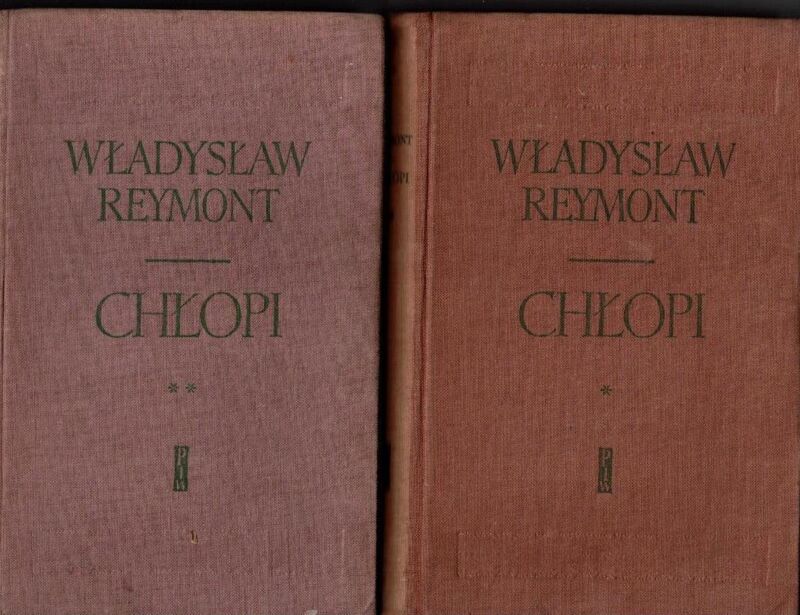 WŁADYSŁAW
REYMONT
CHŁOPI
**
PIW
WŁADYSŁAW
REYMONT
CHŁOPI
*
PIW